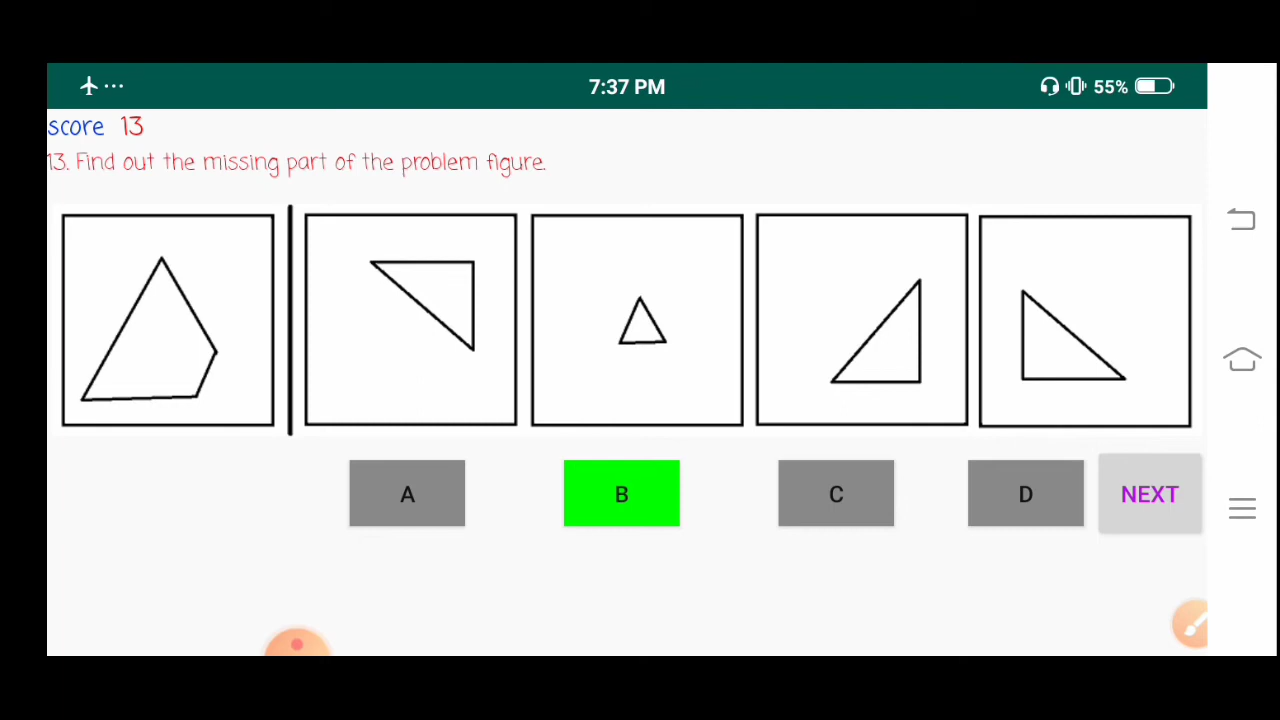 7:37 PM 55%
score 13
13. Find out the missing part of the problem figure.
A B C D NEXT